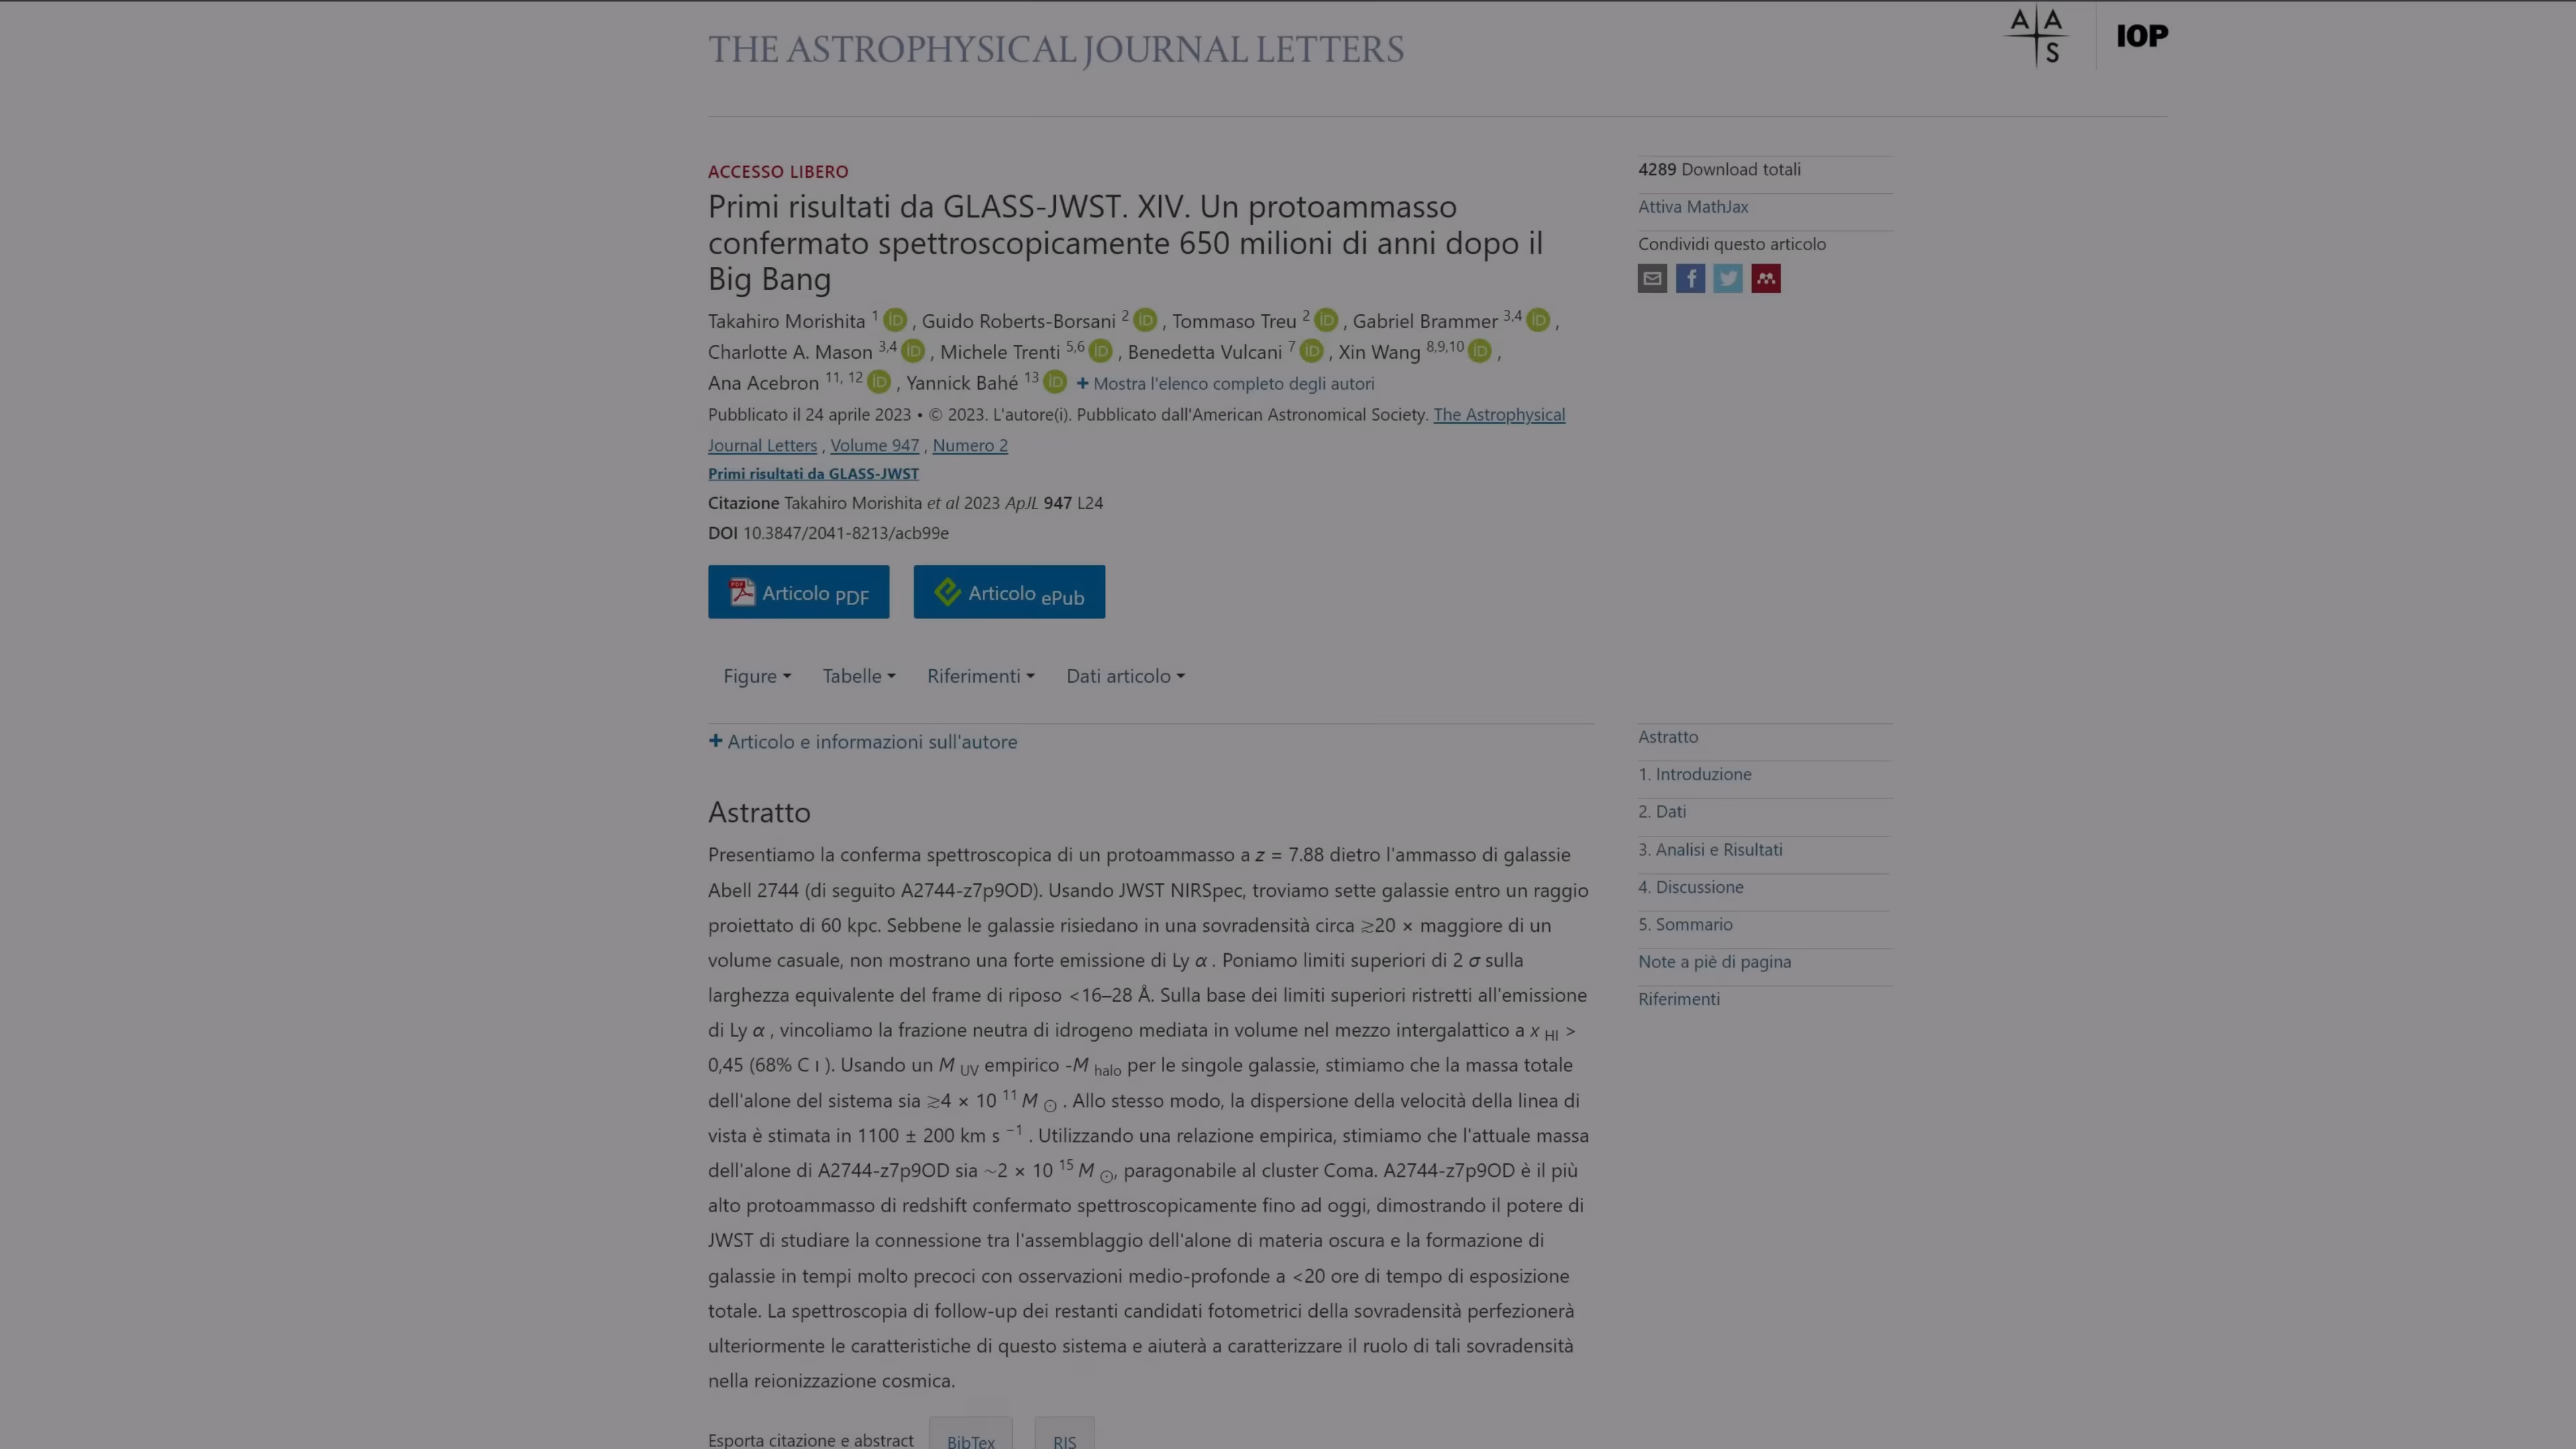 THE ASTROPHYSICAL JOURNAL LETTERS
A A
S
IOP
ACCESSO LIBERO
Primi risultati da GLASS-JWST. XIV. Un protoammasso
confermato spettroscopicamente 650 milioni di anni dopo il
Big Bang
Takahiro Morishita 1 iD , Guido Roberts-Borsani 2 iD , Tommaso Treu 2 iD , Gabriel Brammer 3,4 iD ,
Charlotte A. Mason 3,4 iD , Michele Trenti 5,6 iD , Benedetta Vulcani 7 iD , Xin Wang 8,9,10 iD ,
Ana Acebron 11, 12 iD , Yannick Bahé 13 iD + Mostra l'elenco completo degli autori
Pubblicato il 24 aprile 2023 • © 2023. L'autore(i). Pubblicato dall'American Astronomical Society. The Astrophysical
Journal Letters , Volume 947 , Numero 2
Primi risultati da GLASS-JWST
Citazione Takahiro Morishita et al 2023 ApJL 947 L24
DOI 10.3847/2041-8213/acb99e
PDF Articolo PDF
Articolo ePub
Figure
Tabelle
Riferimenti
Dati articolo
+ Articolo e informazioni sull'autore
Astratto
Presentiamo la conferma spettroscopica di un protoammasso a z = 7.88 dietro l'ammasso di galassie
Abell 2744 (di seguito A2744-z7p9OD). Usando JWST NIRSpec, troviamo sette galassie entro un raggio
proiettato di 60 kpc. Sebbene le galassie risiedano in una sovradensità circa ≳20 × maggiore di un
volume casuale, non mostrano una forte emissione di Ly α . Poniamo limiti superiori di 2 σ sulla
larghezza equivalente del frame di riposo <16–28 Å. Sulla base dei limiti superiori ristretti all'emissione
di Ly α , vincoliamo la frazione neutra di idrogeno mediata in volume nel mezzo intergalattico a x HI >
0,45 (68% C ı ). Usando un M UV empirico -M halo per le singole galassie, stimiamo che la massa totale
dell'alone del sistema sia ≳4 × 10 11 M ⊙ . Allo stesso modo, la dispersione della velocità della linea di
vista è stimata in 1100 ± 200 km s −1 . Utilizzando una relazione empirica, stimiamo che l'attuale massa
dell'alone di A2744-z7p9OD sia ~2 × 10 15 M ⊙, paragonabile al cluster Coma. A2744-z7p9OD è il più
alto protoammasso di redshift confermato spettroscopicamente fino ad oggi, dimostrando il potere di
JWST di studiare la connessione tra l'assemblaggio dell'alone di materia oscura e la formazione di
galassie in tempi molto precoci con osservazioni medio-profonde a <20 ore di tempo di esposizione
totale. La spettroscopia di follow-up dei restanti candidati fotometrici della sovradensità perfezionerà
ulteriormente le caratteristiche di questo sistema e aiuterà a caratterizzare il ruolo di tali sovradensità
nella reionizzazione cosmica.
Esporta citazione e abstract
BibTex
RIS
4289 Download totali
Attiva MathJax
Condividi questo articolo
Astratto
1. Introduzione
2. Dati
3. Analisi e Risultati
4. Discussione
5. Sommario
Note a piè di pagina
Riferimenti